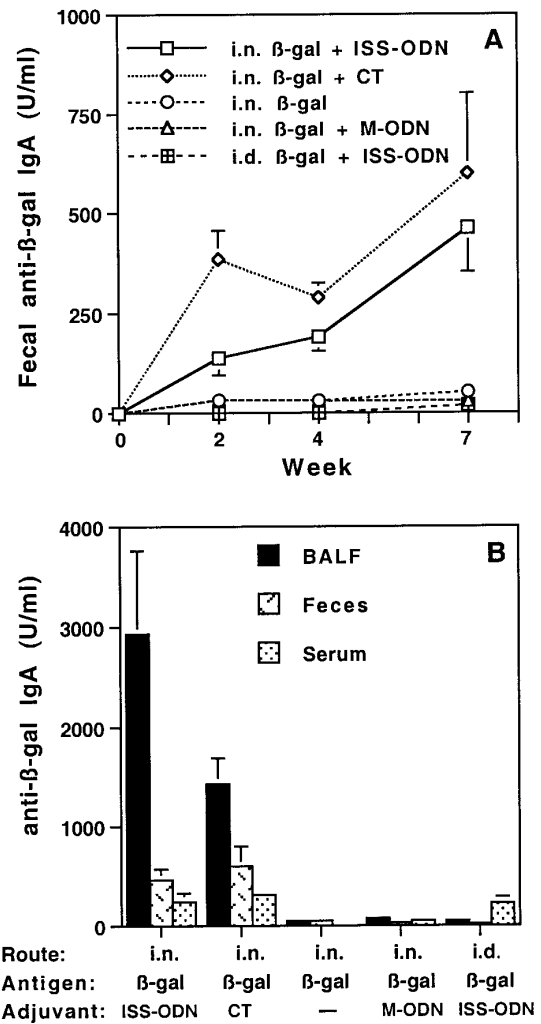 1000
750
500
250
0
Fecal anti-ß-gal IgA (U/ml)
A
i.n. ß-gal + ISS-ODN
i.n. ß-gal + CT
i.n. ß-gal
i.n. ß-gal + M-ODN
i.d. ß-gal + ISS-ODN
0 2 4 7
Week
4000
3000
2000
1000
0
anti-ß-gal IgA (U/ml)
B
BALF
Feces
Serum
Route: i.n. i.n. i.n. i.n. i.d.
Antigen: ß-gal ß-gal ß-gal ß-gal ß-gal
Adjuvant: ISS-ODN CT — M-ODN ISS-ODN